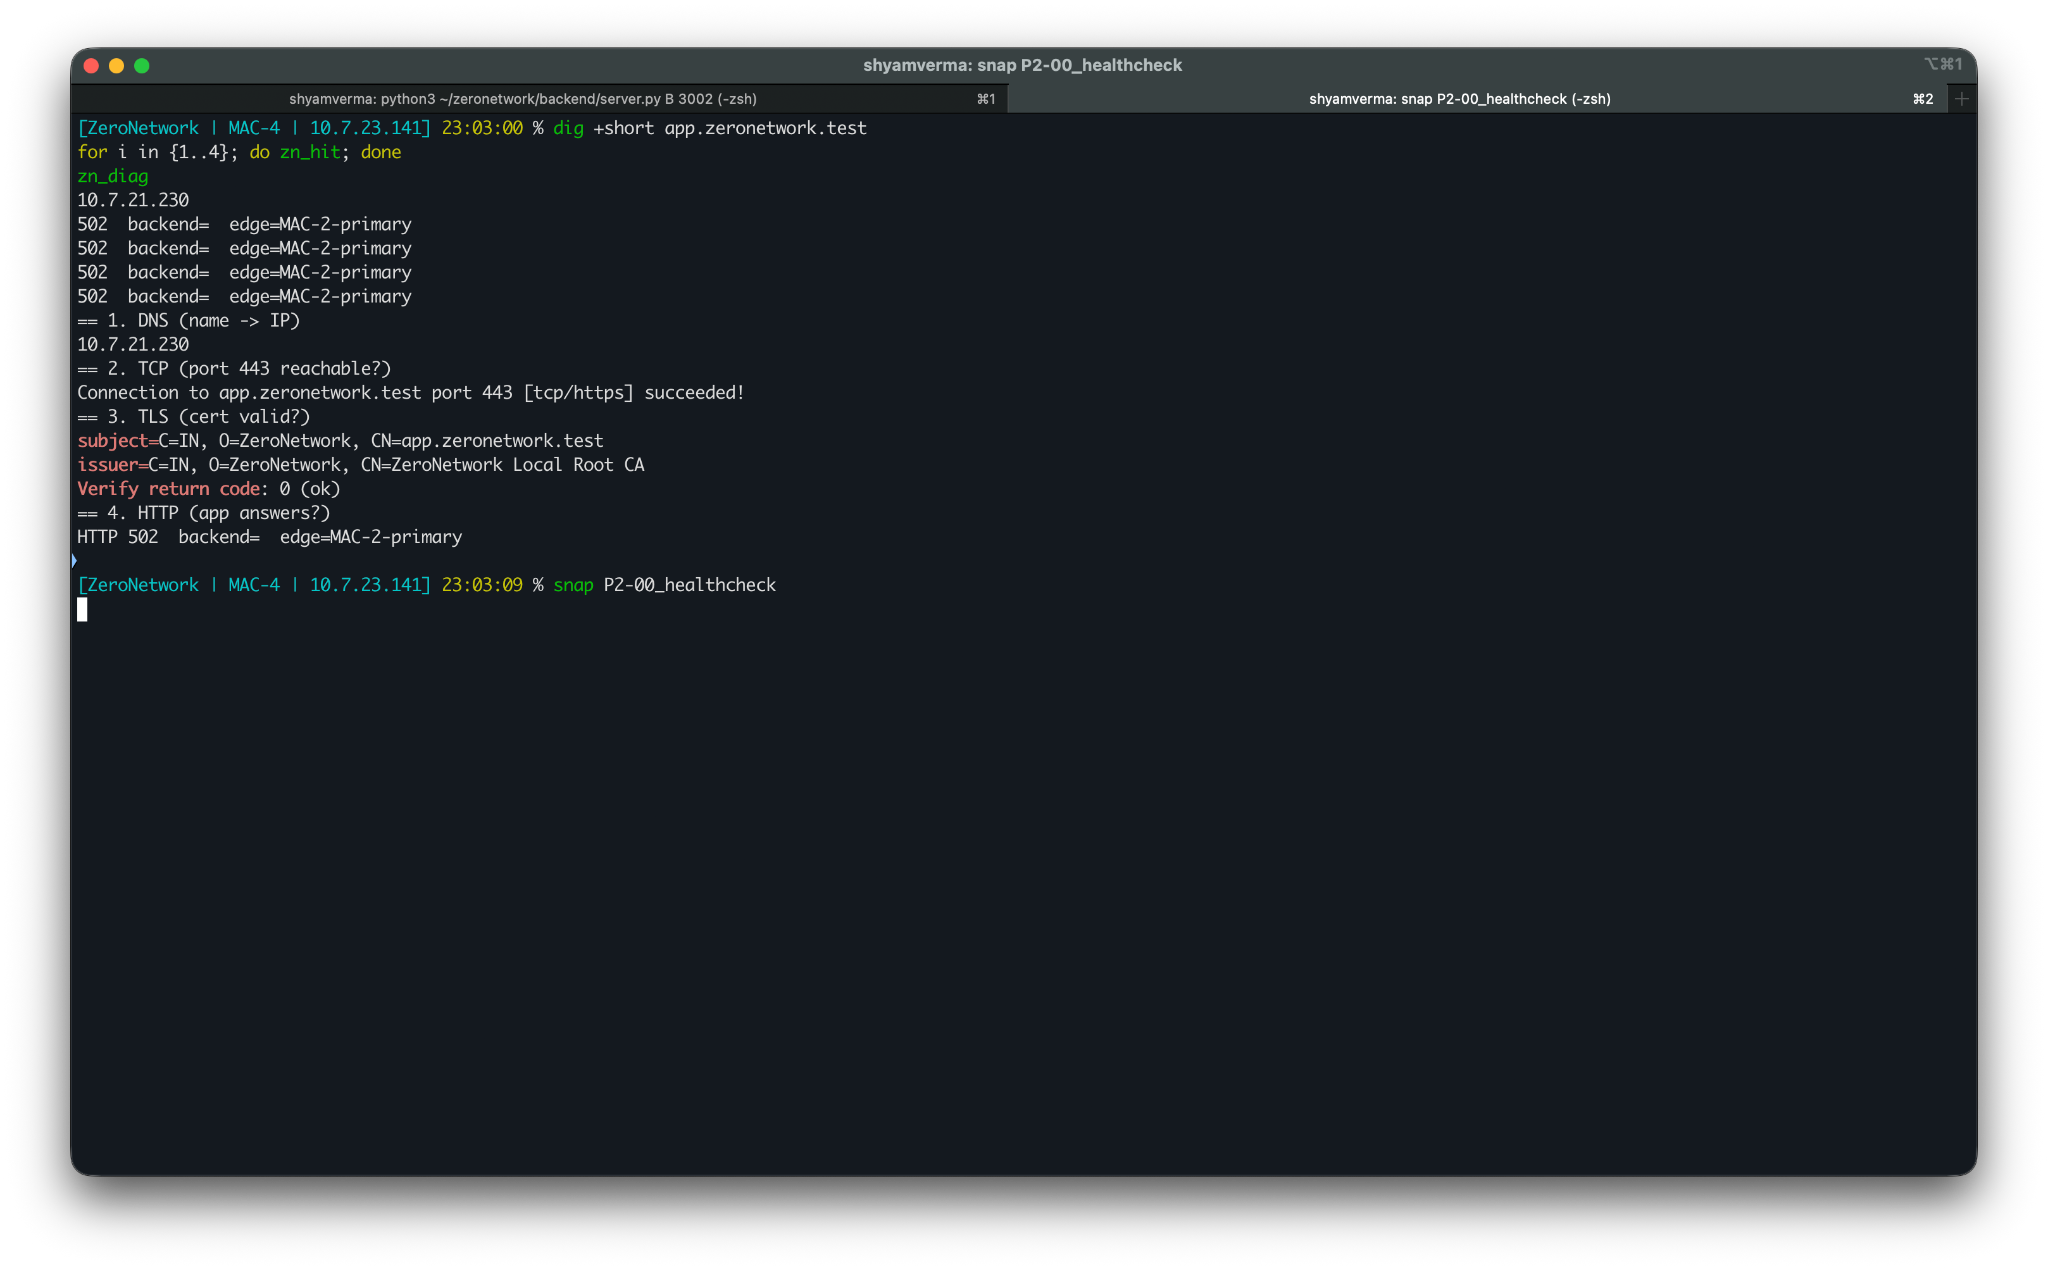 shyamverma: snap P2-00_healthcheck
⌥⌘1
shyamverma: python3 ~/zeronetwork/backend/server.py B 3002 (-zsh)
⌘1
shyamverma: snap P2-00_healthcheck (-zsh)
⌘2
[ZeroNetwork | MAC-4 | 10.7.23.141] 23:03:00 % dig +short app.zeronetwork.test
for i in {1..4}; do zn_hit; done
zn_diag
10.7.21.230
502  backend=  edge=MAC-2-primary
502  backend=  edge=MAC-2-primary
502  backend=  edge=MAC-2-primary
502  backend=  edge=MAC-2-primary
== 1. DNS (name -> IP)
10.7.21.230
== 2. TCP (port 443 reachable?)
Connection to app.zeronetwork.test port 443 [tcp/https] succeeded!
== 3. TLS (cert valid?)
subject=C=IN, O=ZeroNetwork, CN=app.zeronetwork.test
issuer=C=IN, O=ZeroNetwork, CN=ZeroNetwork Local Root CA
Verify return code: 0 (ok)
== 4. HTTP (app answers?)
HTTP 502  backend=  edge=MAC-2-primary
[ZeroNetwork | MAC-4 | 10.7.23.141] 23:03:09 % snap P2-00_healthcheck